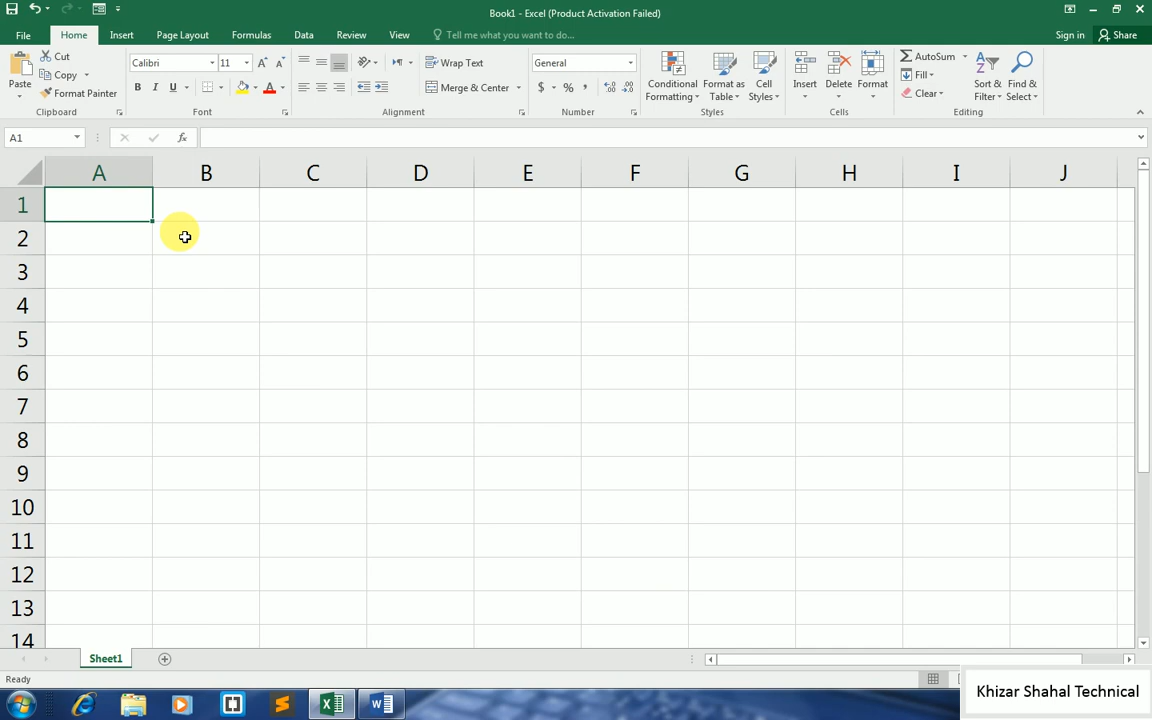 Book1 - Excel (Product Activation Failed)
File Home Insert Page Layout Formulas Data Review View Tell me what you want to do... Sign in Share
Paste
Cut
Copy
Format Painter
Clipboard
Calibri 11
B I U A
Font
Wrap Text
Merge & Center
Alignment
General
$ % ,
Number
Conditional Formatting
Format as Table
Cell Styles
Styles
Insert
Delete
Format
Cells
AutoSum
Fill
Clear
Sort & Filter
Find & Select
Editing
A1 fx
A B C D E F G H I J
1
2
3
4
5
6
7
8
9
10
11
12
13
14
Sheet1
Ready
Khizar Shahal Technical